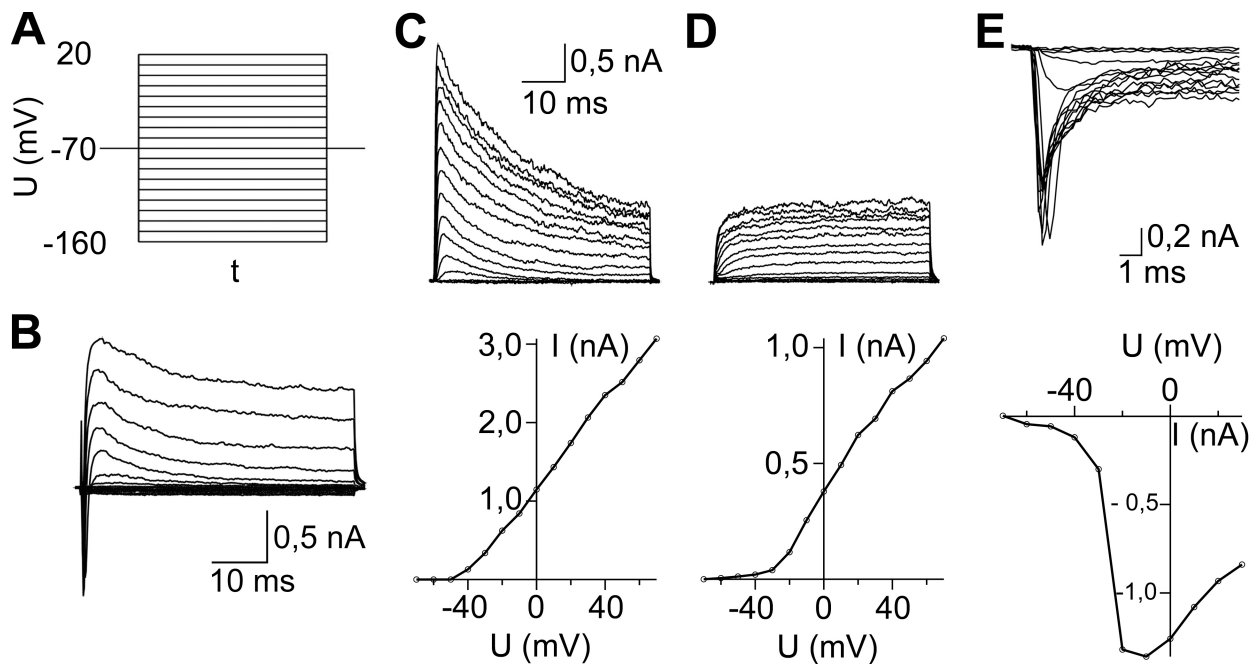 A
20
U (mV)
-70
-160
t
B
0,5 nA
10 ms
C
0,5 nA
10 ms
3,0
I (nA)
2,0
1,0
-40
0
40
U (mV)
D
1,0
I (nA)
0,5
-40
0
40
U (mV)
E
0,2 nA
1 ms
U (mV)
-40
0
I (nA)
- 0,5
-1,0